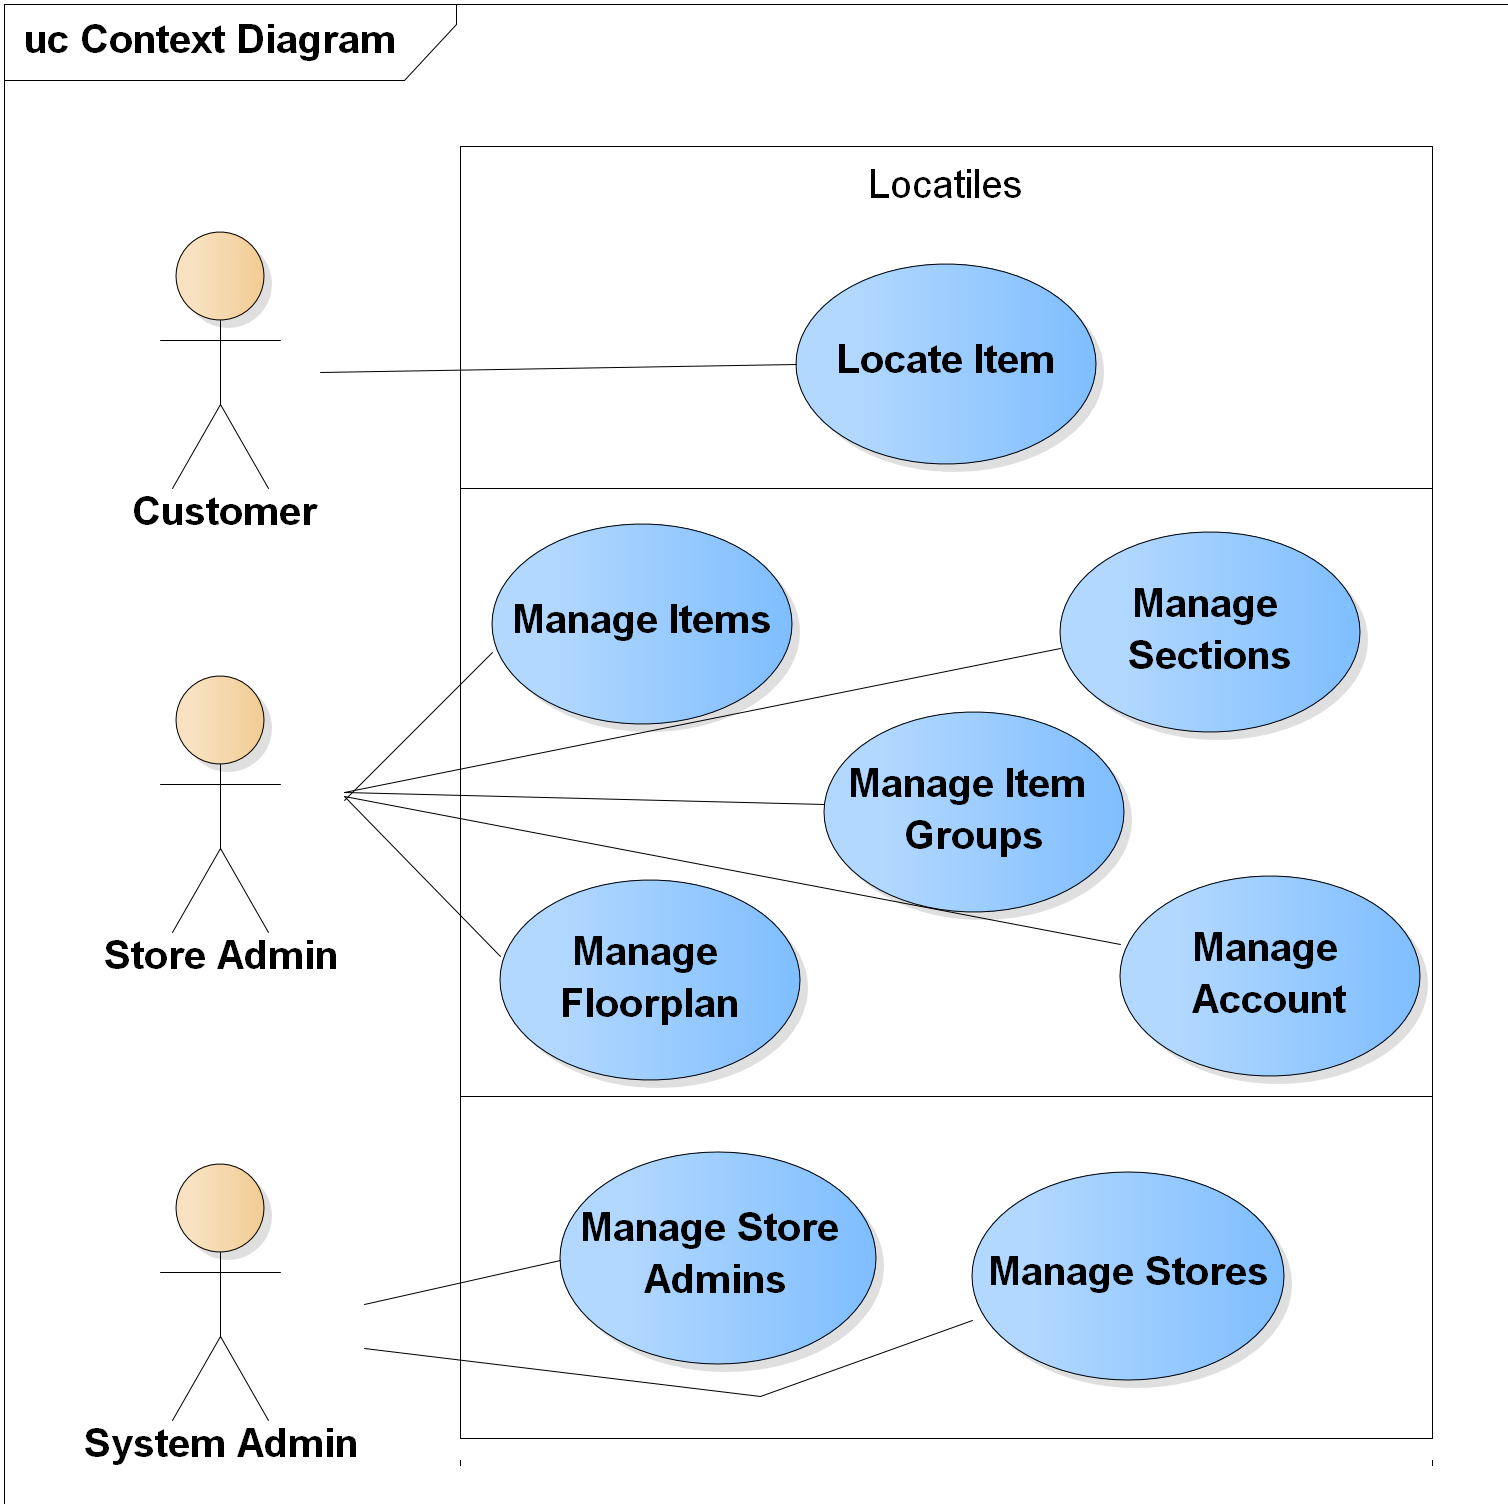 uc Context Diagram
Locatiles
Locate Item
Customer
Manage Items
Manage
Sections
Manage Item
Groups
Store Admin
Manage
Floorplan
Manage
Account
Manage Store
Admins
Manage Stores
System Admin